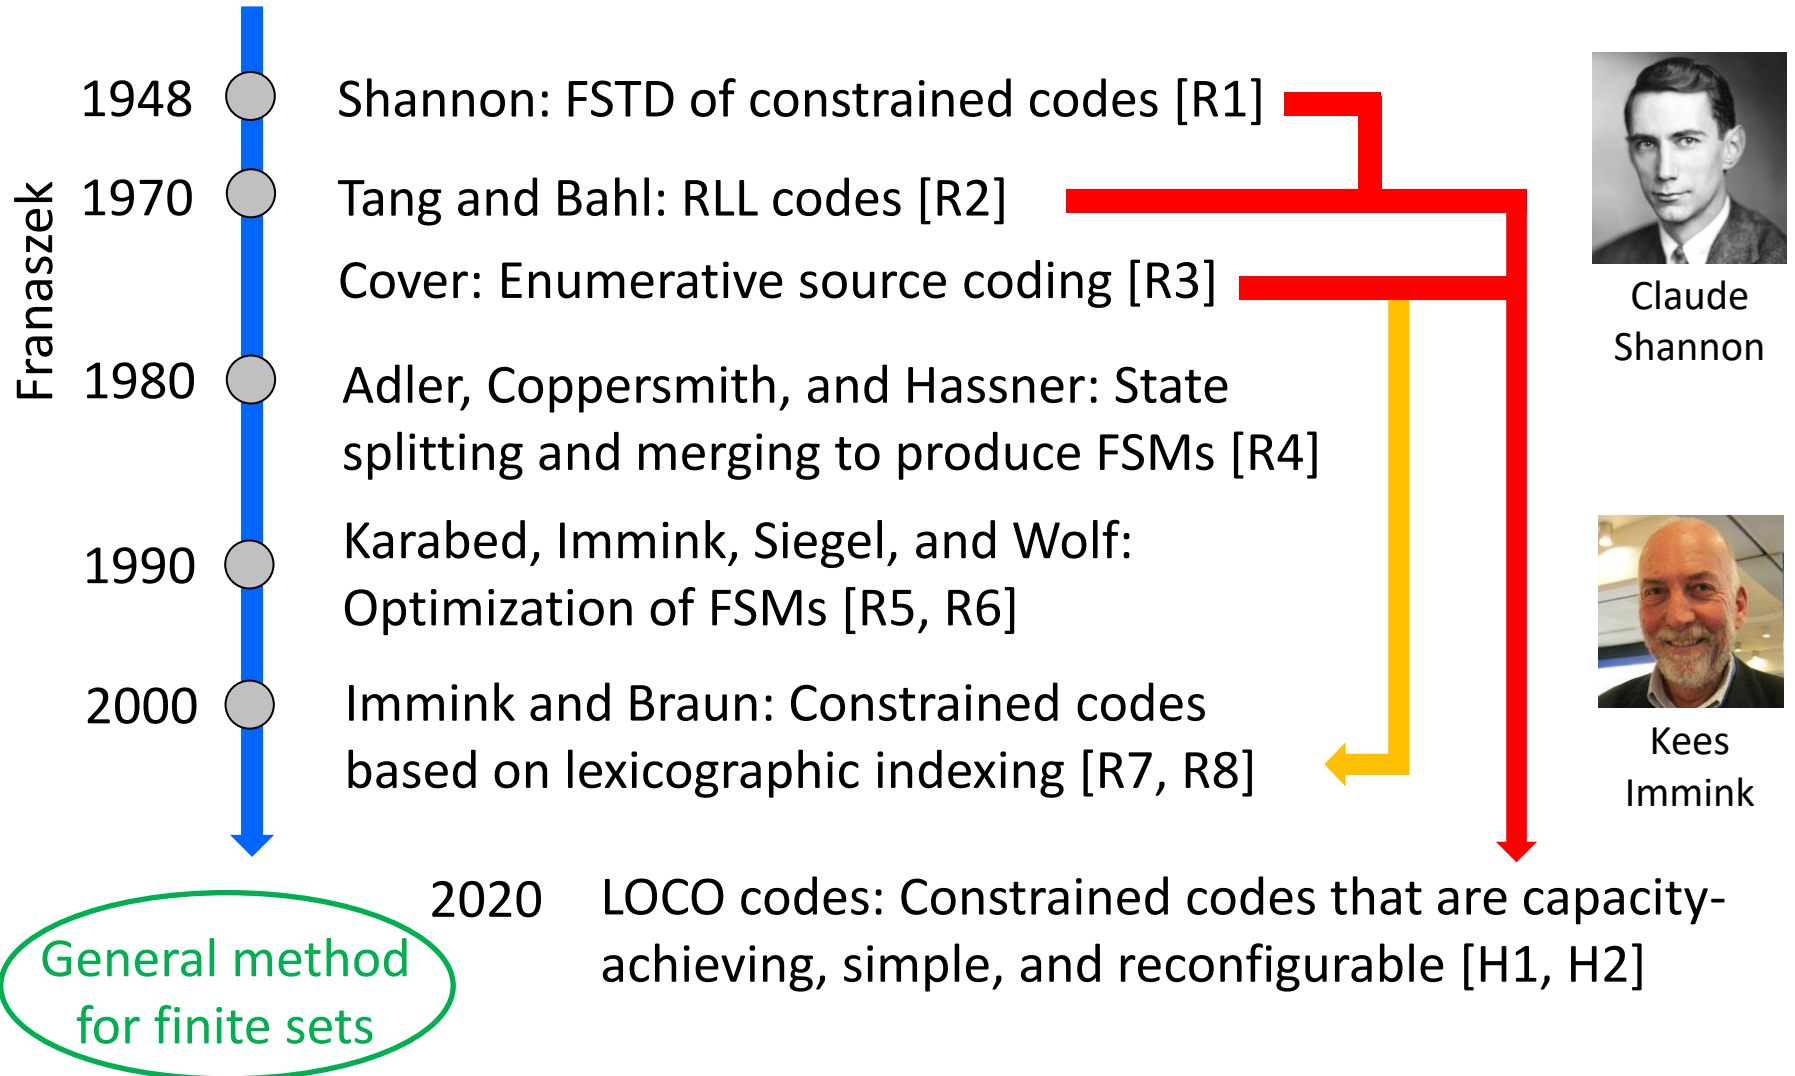 Franaszek
1948
Shannon: FSTD of constrained codes [R1]
1970
Tang and Bahl: RLL codes [R2]
Cover: Enumerative source coding [R3]
1980
Adler, Coppersmith, and Hassner: State
splitting and merging to produce FSMs [R4]
1990
Karabed, Immink, Siegel, and Wolf:
Optimization of FSMs [R5, R6]
2000
Immink and Braun: Constrained codes
based on lexicographic indexing [R7, R8]
2020
LOCO codes: Constrained codes that are capacity-
achieving, simple, and reconfigurable [H1, H2]
General method
for finite sets
Claude
Shannon
Kees
Immink